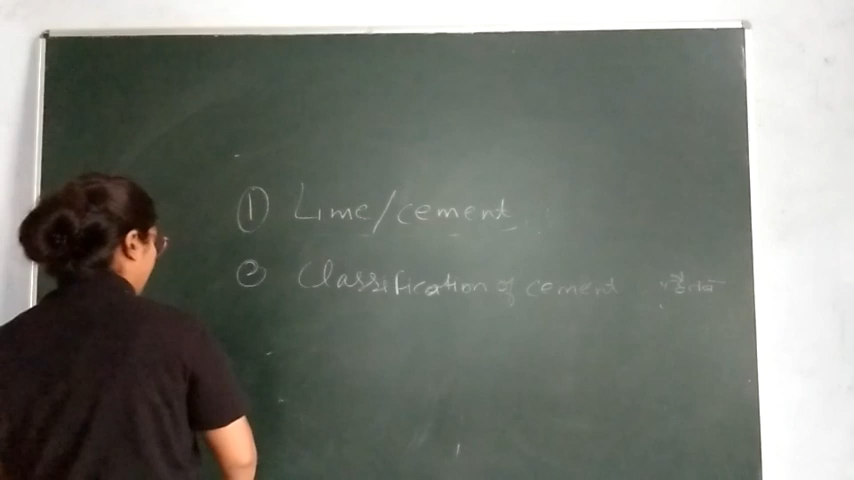 ① Lime/cement
② Classification of cement